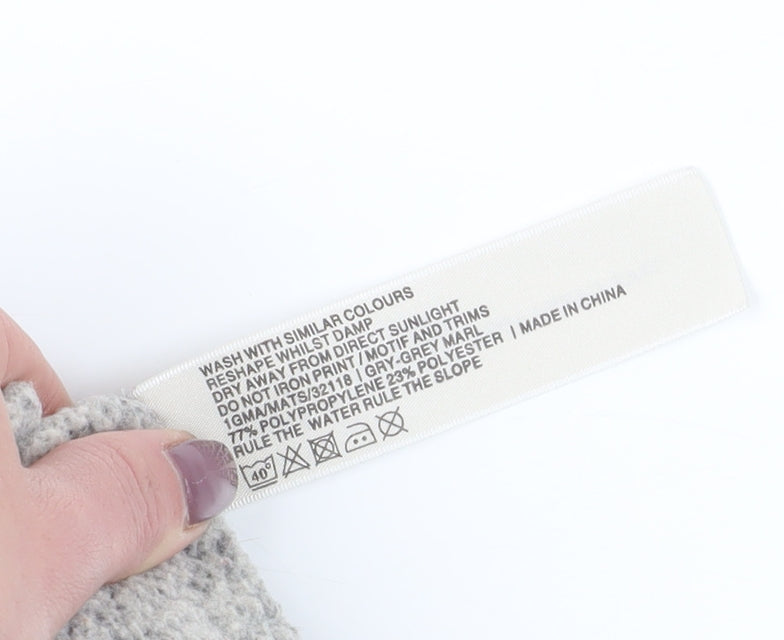 WASH WITH SIMILAR COLOURS
RESHAPE WHILST DAMP
DRY AWAY FROM DIRECT SUNLIGHT
DO NOT IRON PRINT / MOTIF AND TRIMS
1GMA/MATS/32118 | GRY-GREY MARL
77% POLYPROPYLENE 23% POLYESTER | MADE IN CHINA
RULE THE WATER RULE THE SLOPE
40°